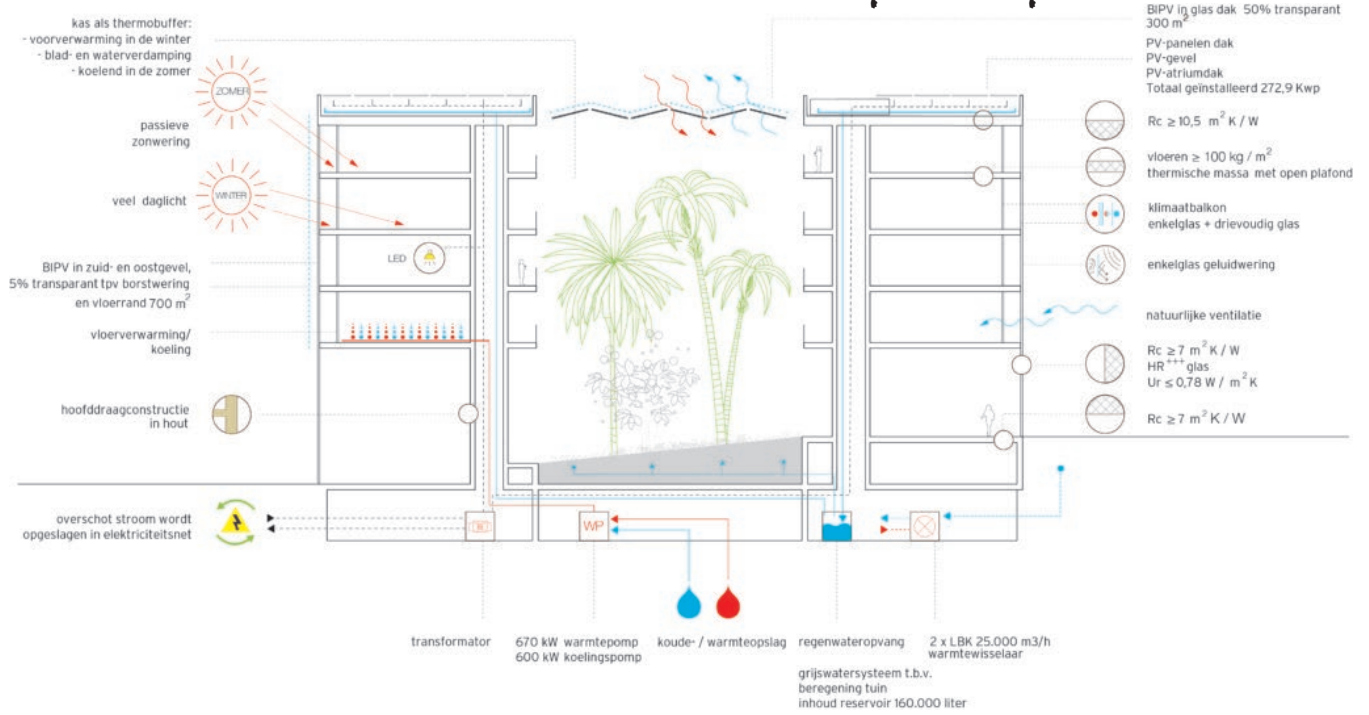 kas als thermobuffer:
- voorverwarming in de winter
- blad- en waterverdamping
- koelend in de zomer
ZOMER
passieve
zonwering
WINTER
veel daglicht
LED
BIPV in zuid- en oostgevel,
5% transparant tpv borstwering
en vloerrand 700 m²
vloerverwarming/
koeling
hoofddraagconstructie
in hout
overschot stroom wordt
opgeslagen in elektriciteitsnet
BIPV in glas dak 50% transparant
300 m²
PV-panelen dak
PV-gevel
PV-atriumdak
Totaal geïnstalleerd 272,9 Kwp
Rc ≥ 10,5 m² K / W
vloeren ≥ 100 kg / m²
thermische massa met open plafond
klimaatbalkon
enkelglas + drievoudig glas
enkelglas geluidwering
natuurlijke ventilatie
Rc ≥ 7 m² K / W
HR⁺⁺⁺ glas
Ur ≤ 0,78 W / m² K
Rc ≥ 7 m² K / W
WP
transformator
670 kW warmtepomp
600 kW koelingspomp
koude- / warmteopslag
regenwateropvang
grijswatersysteem t.b.v.
beregening tuin
inhoud reservoir 160.000 liter
2 x LBK 25.000 m3/h
warmtewisselaar